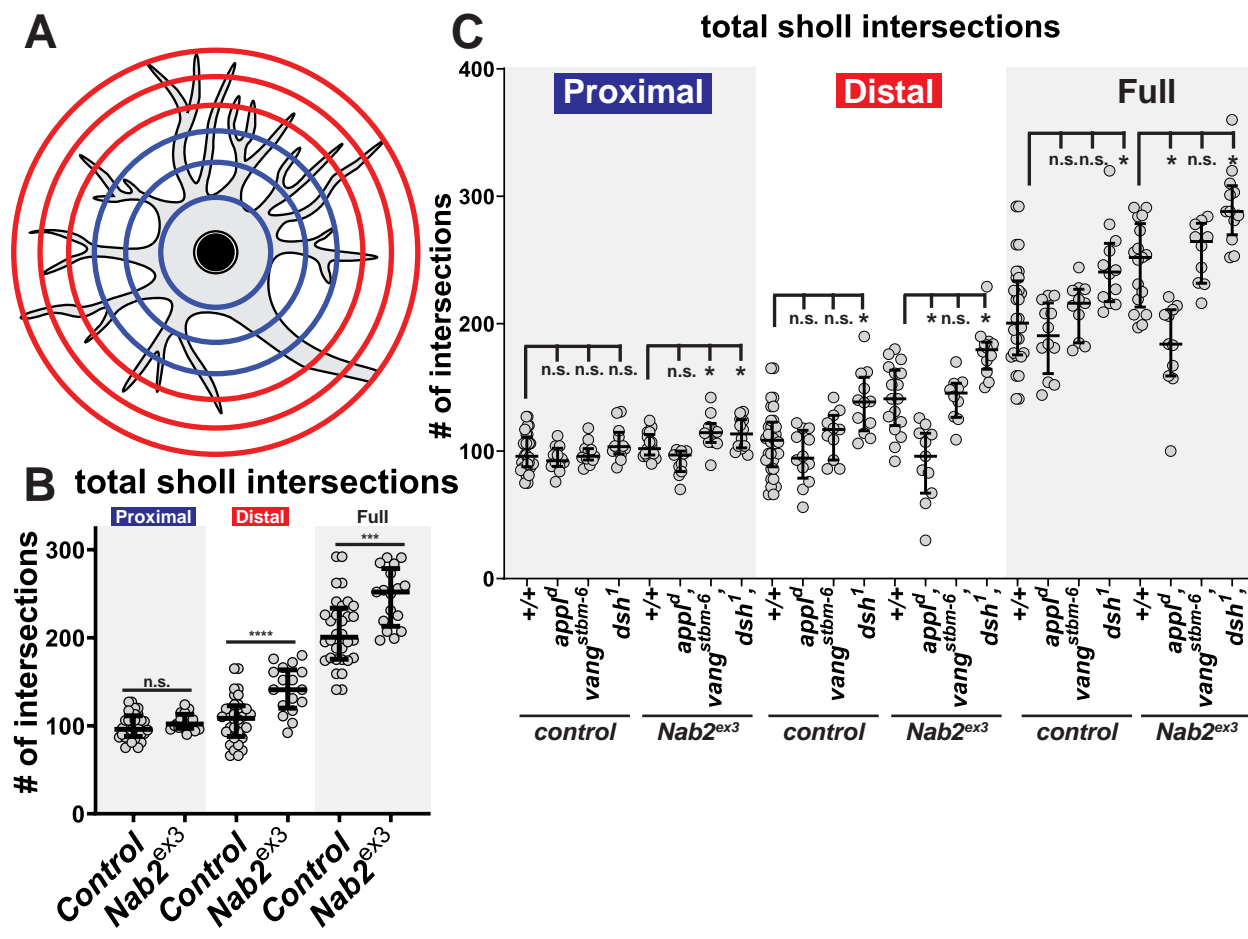 A
B
total sholl intersections
Proximal
Distal
Full
# of intersections
300
200
100
0
n.s.
****
***
Control
Nab2ex3
Control
Nab2ex3
Control
Nab2ex3
C
total sholl intersections
Proximal
Distal
Full
# of intersections
400
300
200
100
0
n.s. n.s. n.s.
n.s. * *
n.s. n.s. *
* n.s. *
n.s. n.s. *
* n.s. *
+/+
appld
vangstbm-6
dsh1
+/+
appld,
vangstbm-6,
dsh1,
+/+
appld
vangstbm-6
dsh1
+/+
appld,
vangstbm-6,
dsh1,
+/+
appld
vangstbm-6
dsh1
+/+
appld,
vangstbm-6,
dsh1,
control
Nab2ex3
control
Nab2ex3
control
Nab2ex3